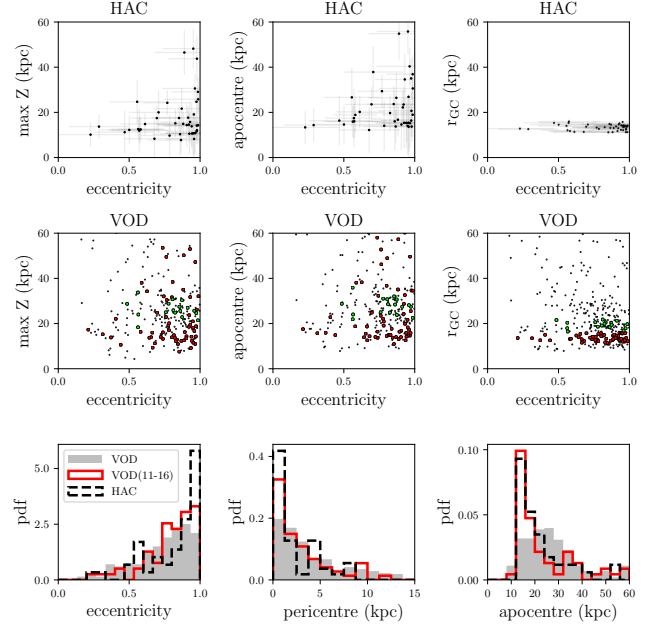 HAC HAC HAC
60
40
20
0
max Z (kpc)
0.0 0.5 1.0
eccentricity
60
40
20
0
apocentre (kpc)
0.0 0.5 1.0
eccentricity
60
40
20
0
r_GC (kpc)
0.0 0.5 1.0
eccentricity
VOD VOD VOD
60
40
20
0
max Z (kpc)
0.0 0.5 1.0
eccentricity
60
40
20
0
apocentre (kpc)
0.0 0.5 1.0
eccentricity
60
40
20
0
r_GC (kpc)
0.0 0.5 1.0
eccentricity
5.0
2.5
0.0
pdf
VOD
VOD(11-16)
HAC
0.0 0.5 1.0
eccentricity
0.4
0.2
0.0
pdf
0 5 10 15
pericentre (kpc)
0.10
0.05
0.00
pdf
0 10 20 30 40 50 60
apocentre (kpc)